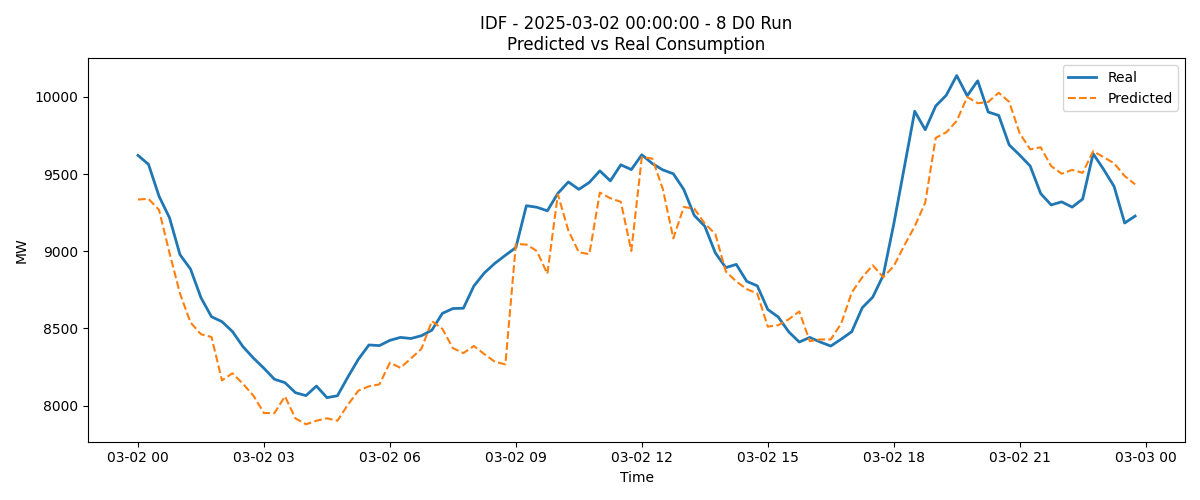 IDF - 2025-03-02 00:00:00 - 8 D0 Run
Predicted vs Real Consumption
Real
Predicted
MW
10000
9500
9000
8500
8000
03-02 00
03-02 03
03-02 06
03-02 09
03-02 12
03-02 15
03-02 18
03-02 21
03-03 00
Time